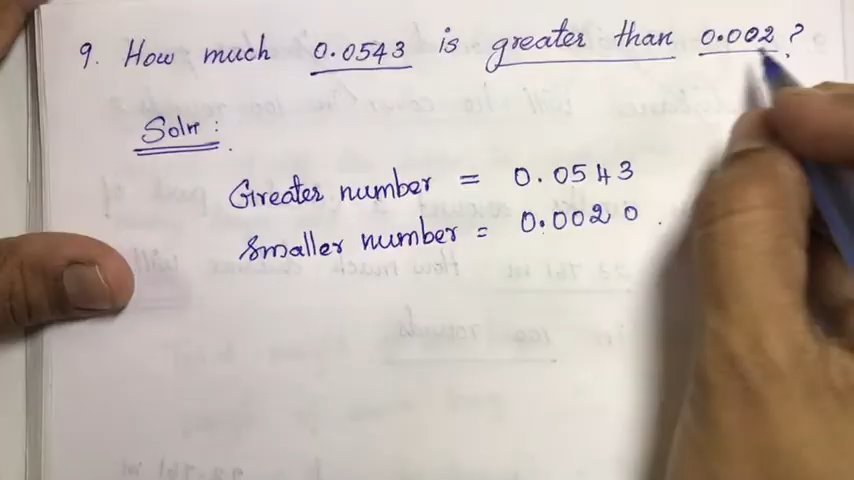 9. How much 0.0543 is greater than 0.002?
Soln:
Greater number = 0.0543
Smaller number = 0.0020.